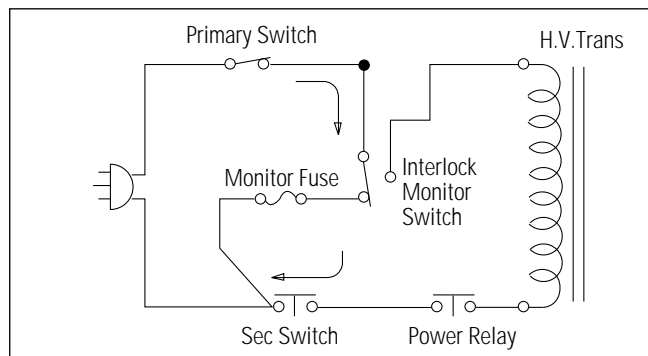 Primary Switch
H.V.Trans
Monitor Fuse
Interlock
Monitor
Switch
Sec Switch
Power Relay